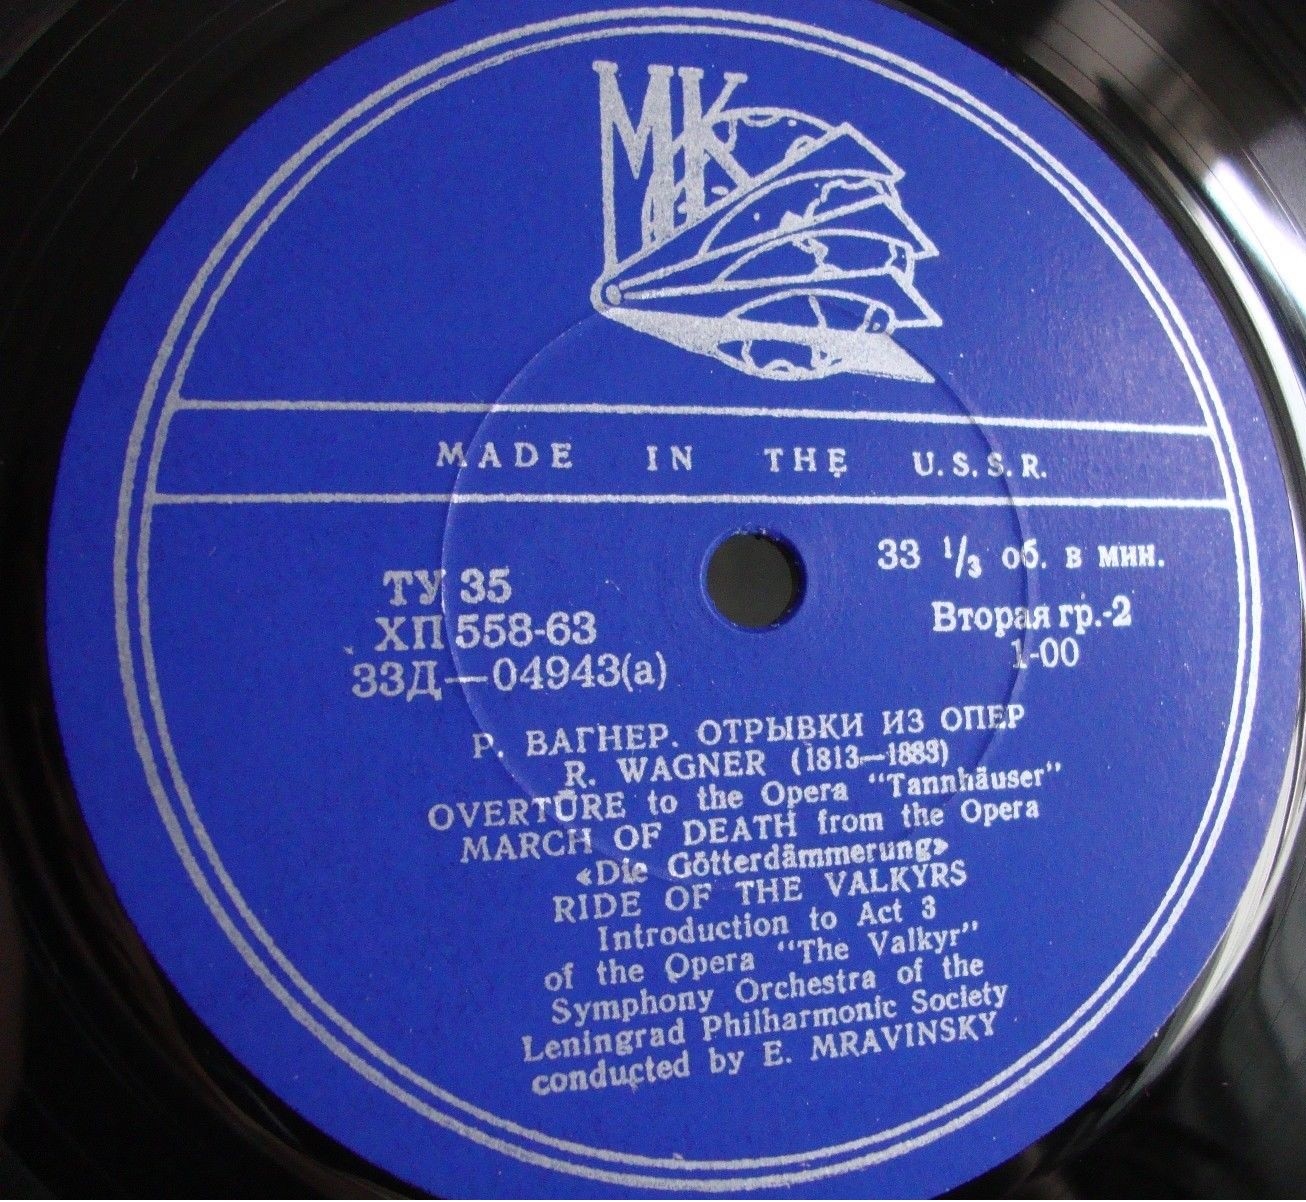 МК
MADE IN THE U.S.S.R.
33 1/3 об. в мин.
ТУ 35
Вторая гр.-2
ХП 558-63
1-00
33Д—04943(а)
Р. ВАГНЕР. ОТРЫВКИ ИЗ ОПЕР
R. WAGNER (1813—1883)
OVERTURE to the Opera "Tannhäuser"
MARCH OF DEATH from the Opera
«Die Götterdämmerung»
RIDE OF THE VALKYRS
Introduction to Act 3
of the Opera "The Valkyr"
Symphony Orchestra of the
Leningrad Philharmonic Society
conducted by E. MRAVINSKY